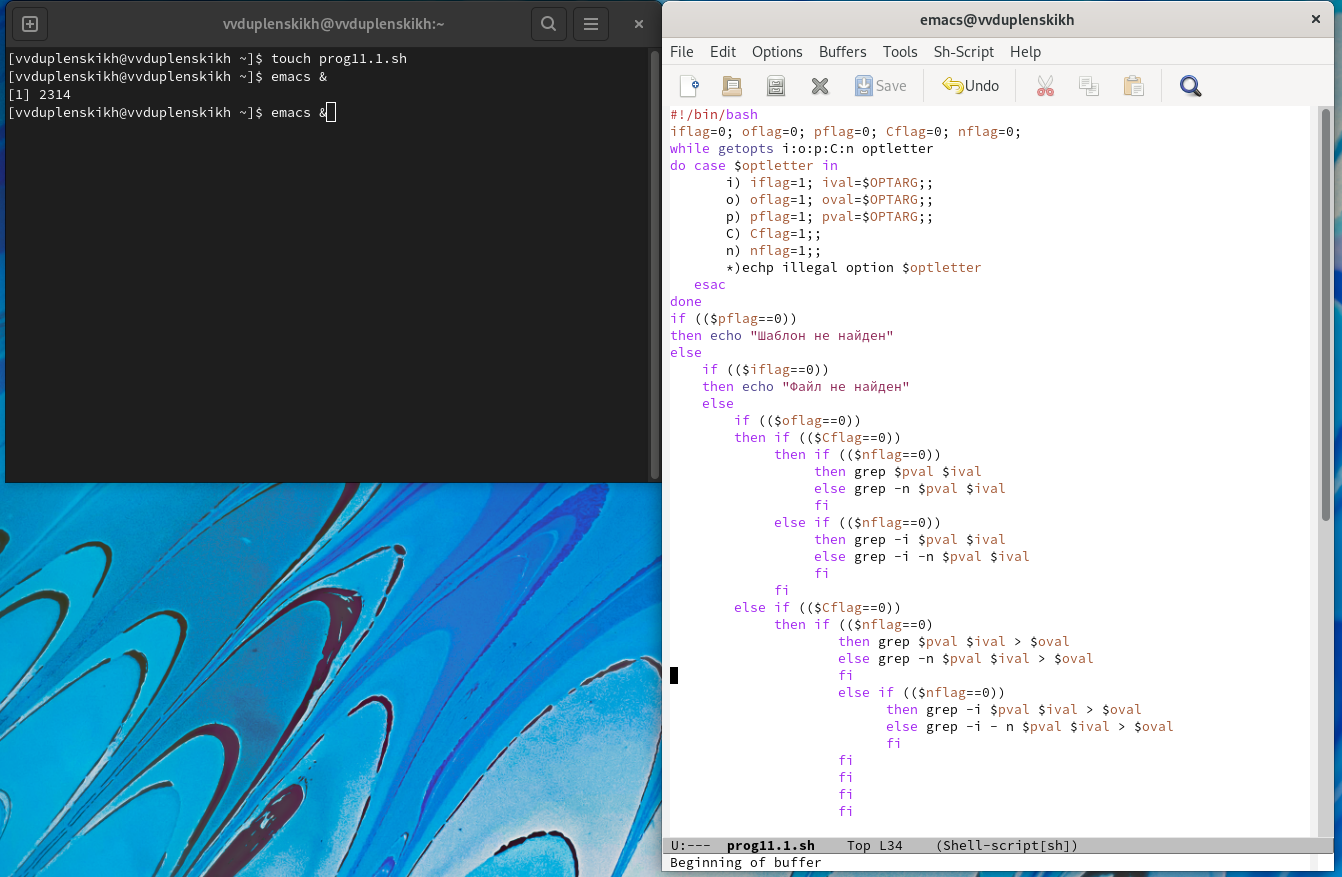 vvduplenskikh@vvduplenskikh:~
[vvduplenskikh@vvduplenskikh ~]$ touch prog11.1.sh
[vvduplenskikh@vvduplenskikh ~]$ emacs &
[1] 2314
[vvduplenskikh@vvduplenskikh ~]$ emacs &
emacs@vvduplenskikh
File Edit Options Buffers Tools Sh-Script Help
Save Undo
#!/bin/bash
iflag=0; oflag=0; pflag=0; Cflag=0; nflag=0;
while getopts i:o:p:C:n optletter
do case $optletter in
i) iflag=1; ival=$OPTARG;;
o) oflag=1; oval=$OPTARG;;
p) pflag=1; pval=$OPTARG;;
C) Cflag=1;;
n) nflag=1;;
*)echp illegal option $optletter
esac
done
if (($pflag==0))
then echo "Шаблон не найден"
else
if (($iflag==0))
then echo "Файл не найден"
else
if (($oflag==0))
then if (($Cflag==0))
then if (($nflag==0))
then grep $pval $ival
else grep -n $pval $ival
fi
else if (($nflag==0))
then grep -i $pval $ival
else grep -i -n $pval $ival
fi
fi
else if (($Cflag==0))
then if (($nflag==0)
then grep $pval $ival > $oval
else grep -n $pval $ival > $oval
fi
else if (($nflag==0))
then grep -i $pval $ival > $oval
else grep -i - n $pval $ival > $oval
fi
fi
fi
fi
fi
U:--- prog11.1.sh Top L34 (Shell-script[sh])
Beginning of buffer